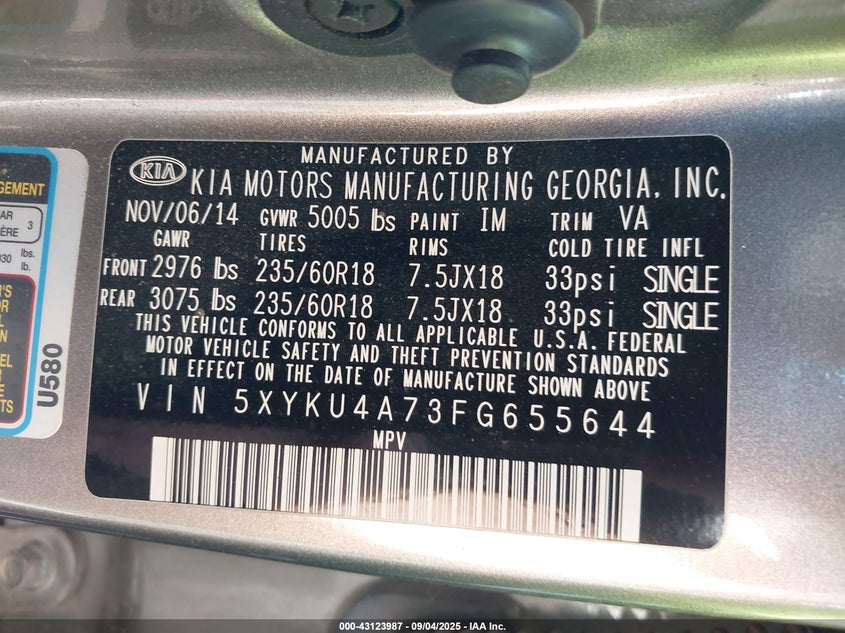 MANUFACTURED BY
KIA KIA MOTORS MANUFACTURING GEORGIA, INC.
NOV/06/14 GVWR 5005 lbs PAINT IM TRIM VA
GAWR TIRES RIMS COLD TIRE INFL
FRONT 2976 lbs 235/60R18 7.5JX18 33psi SINGLE
REAR 3075 lbs 235/60R18 7.5JX18 33psi SINGLE
THIS VEHICLE CONFORMS TO ALL APPLICABLE U.S.A. FEDERAL
MOTOR VEHICLE SAFETY AND THEFT PREVENTION STANDARDS
IN EFFECT ON THE DATE OF MANUFACTURE SHOWN ABOVE
VIN 5XYKU4A73FG655644
MPV
3
lbs.
lb.
U580
000-43123987 - 09/04/2025 - IAA Inc.